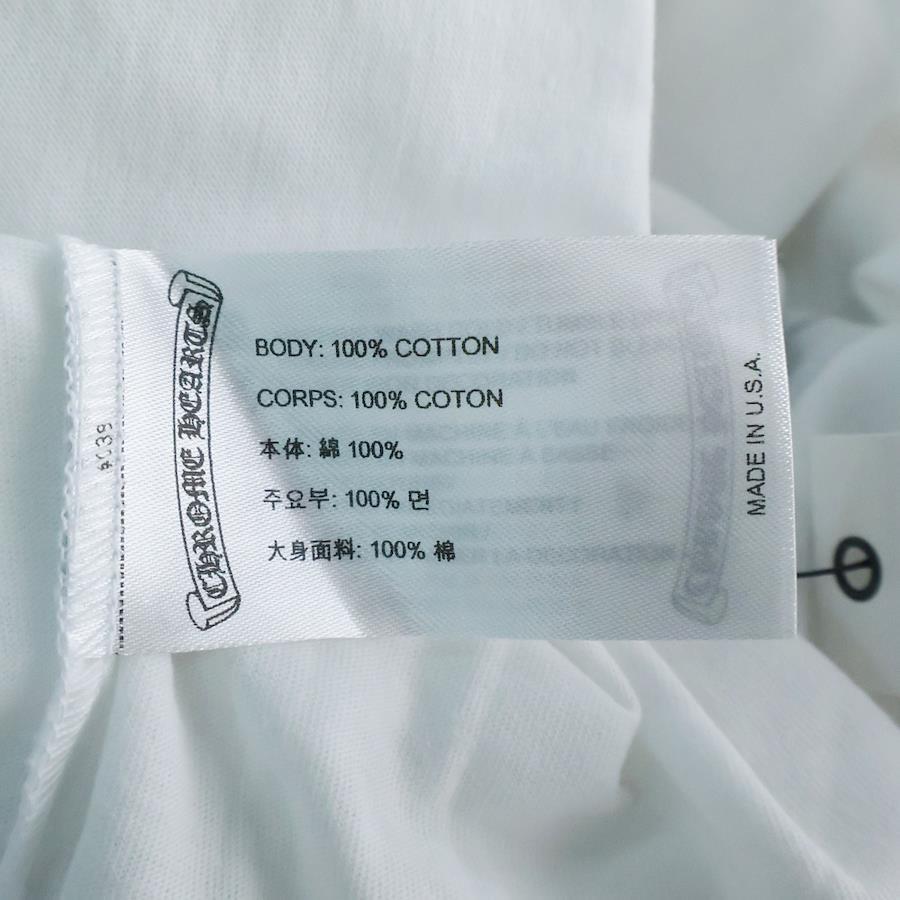 CHROME HEARTS
BODY: 100% COTTON
CORPS: 100% COTON
本体: 綿 100%
주요부: 100% 면
大身面料: 100% 棉
MADE IN U.S.A.